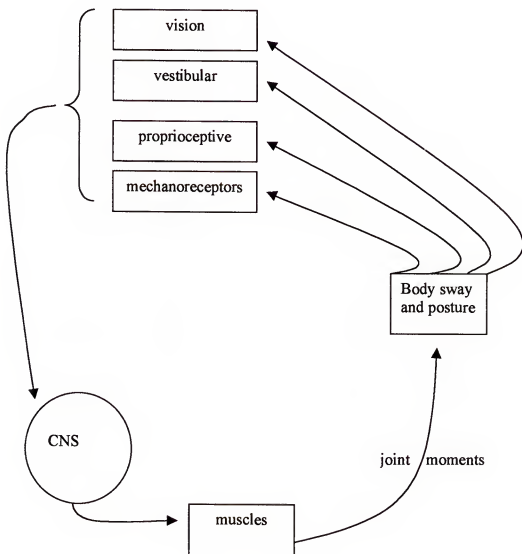 vision
vestibular
proprioceptive
mechanoreceptors
Body sway
and posture
CNS
joint moments
muscles